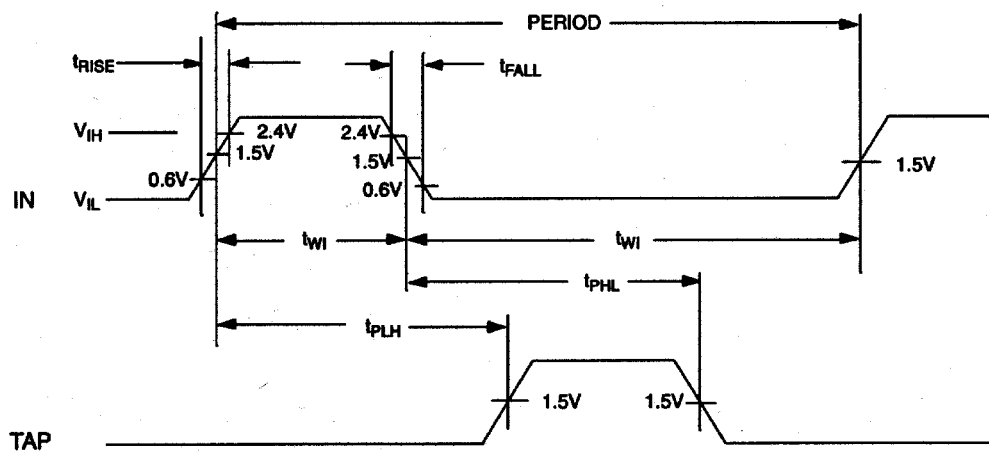 PERIOD
tRISE
tFALL
VIH
2.4V
2.4V
1.5V
1.5V
1.5V
0.6V
0.6V
IN
VIL
tWI
tWI
tPHL
tPLH
1.5V
1.5V
TAP